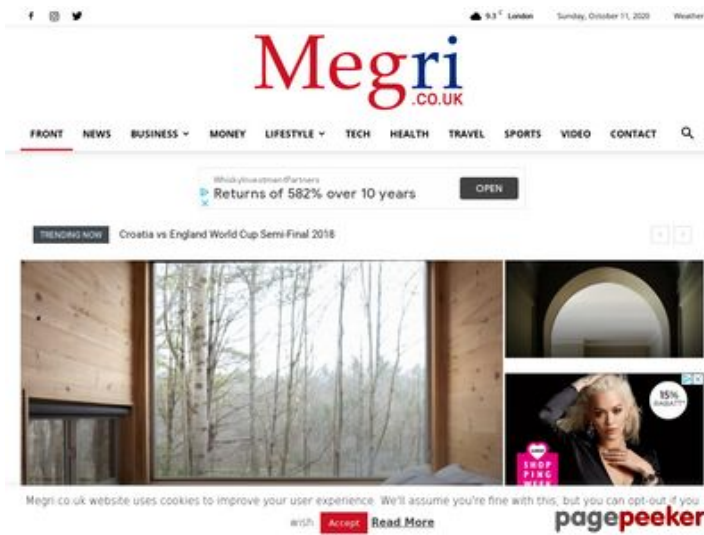 9.3 C London Sunday, October 11, 2020 Weather
Megri
.CO.UK
FRONT NEWS BUSINESS MONEY LIFESTYLE TECH HEALTH TRAVEL SPORTS VIDEO CONTACT
WhiskyInvestmentPartners
Returns of 582% over 10 years
OPEN
TRENDING NOW Croatia vs England World Cup Semi-Final 2018
15%
RABATT*
SHOP
PING
WEEK
Megri.co.uk website uses cookies to improve your user experience. We'll assume you're fine with this, but you can opt-out if you
wish. Accept Read More
pagepeeker